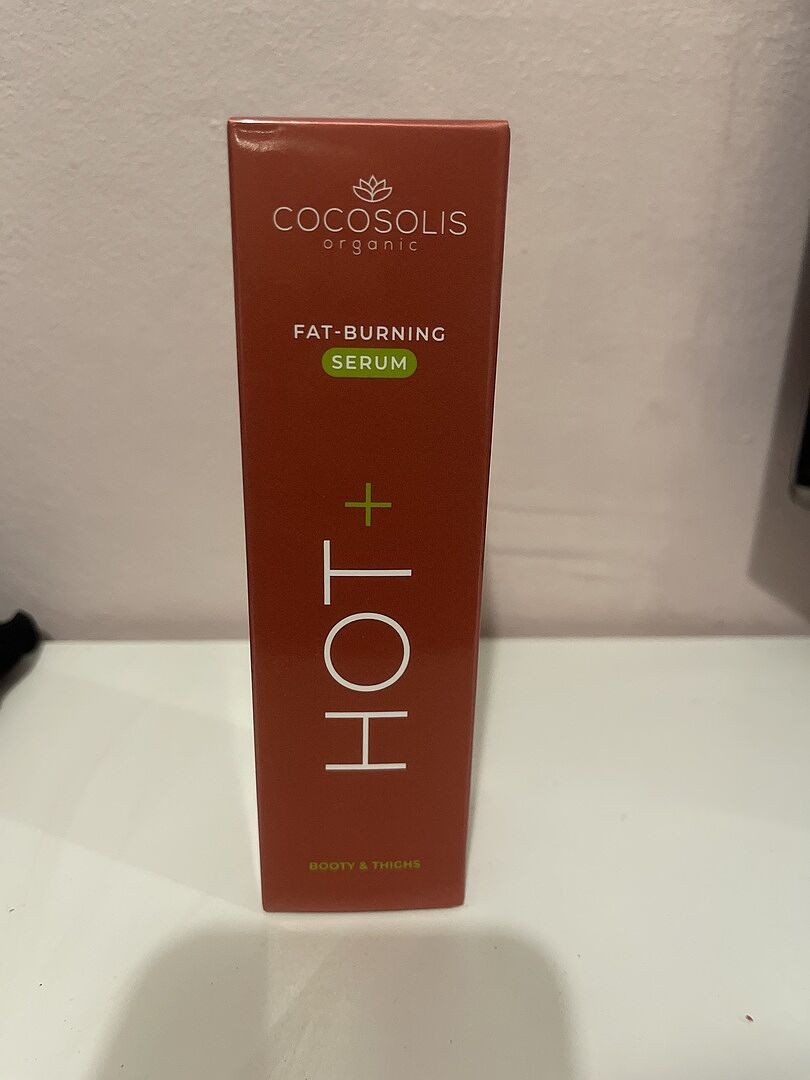 COCOSOLIS
organic
FAT-BURNING
SERUM
HOT+
BOOTY & THIGHS